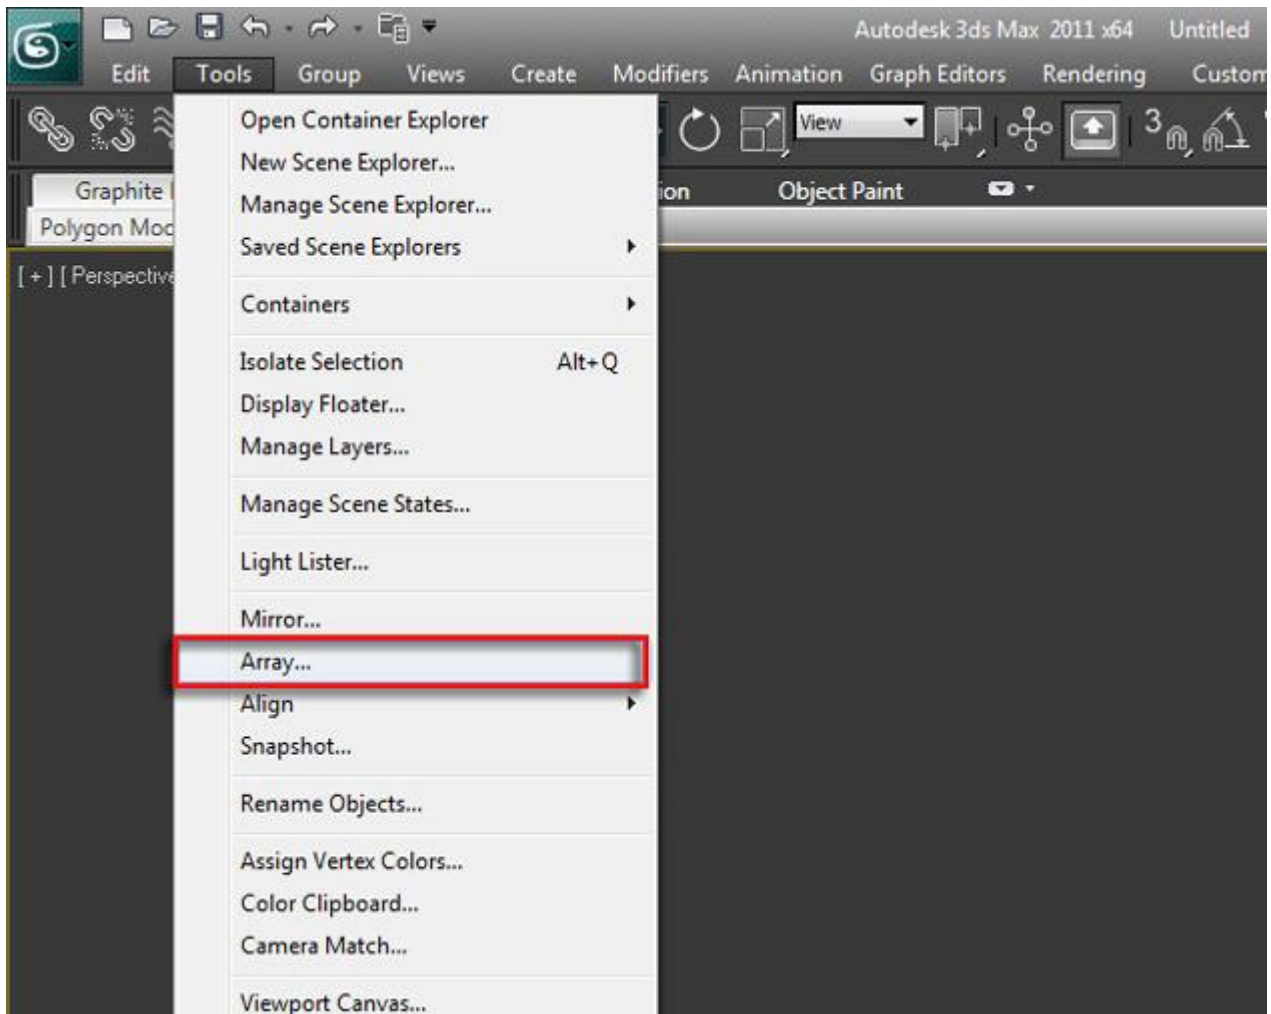 Autodesk 3ds Max 2011 x64 Untitled
Edit Tools Group Views Create Modifiers Animation Graph Editors Rendering Custom
View 3
Graphite ion Object Paint
Polygon Mod
[ + ] [ Perspective
Open Container Explorer
New Scene Explorer...
Manage Scene Explorer...
Saved Scene Explorers
Containers
Isolate Selection Alt+Q
Display Floater...
Manage Layers...
Manage Scene States...
Light Lister...
Mirror...
Array...
Align
Snapshot...
Rename Objects...
Assign Vertex Colors...
Color Clipboard...
Camera Match...
Viewport Canvas...